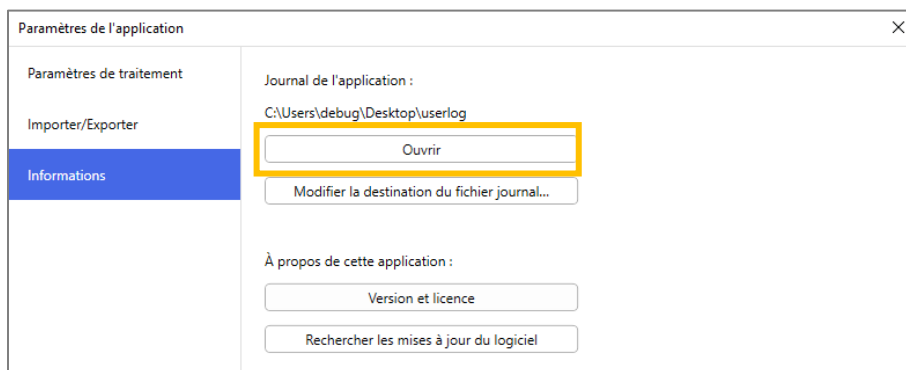 Paramètres de l'application
Paramètres de traitement
Importer/Exporter
Informations
Journal de l'application :
C:\Users\debug\Desktop\userlog
Ouvrir
Modifier la destination du fichier journal...
À propos de cette application :
Version et licence
Rechercher les mises à jour du logiciel